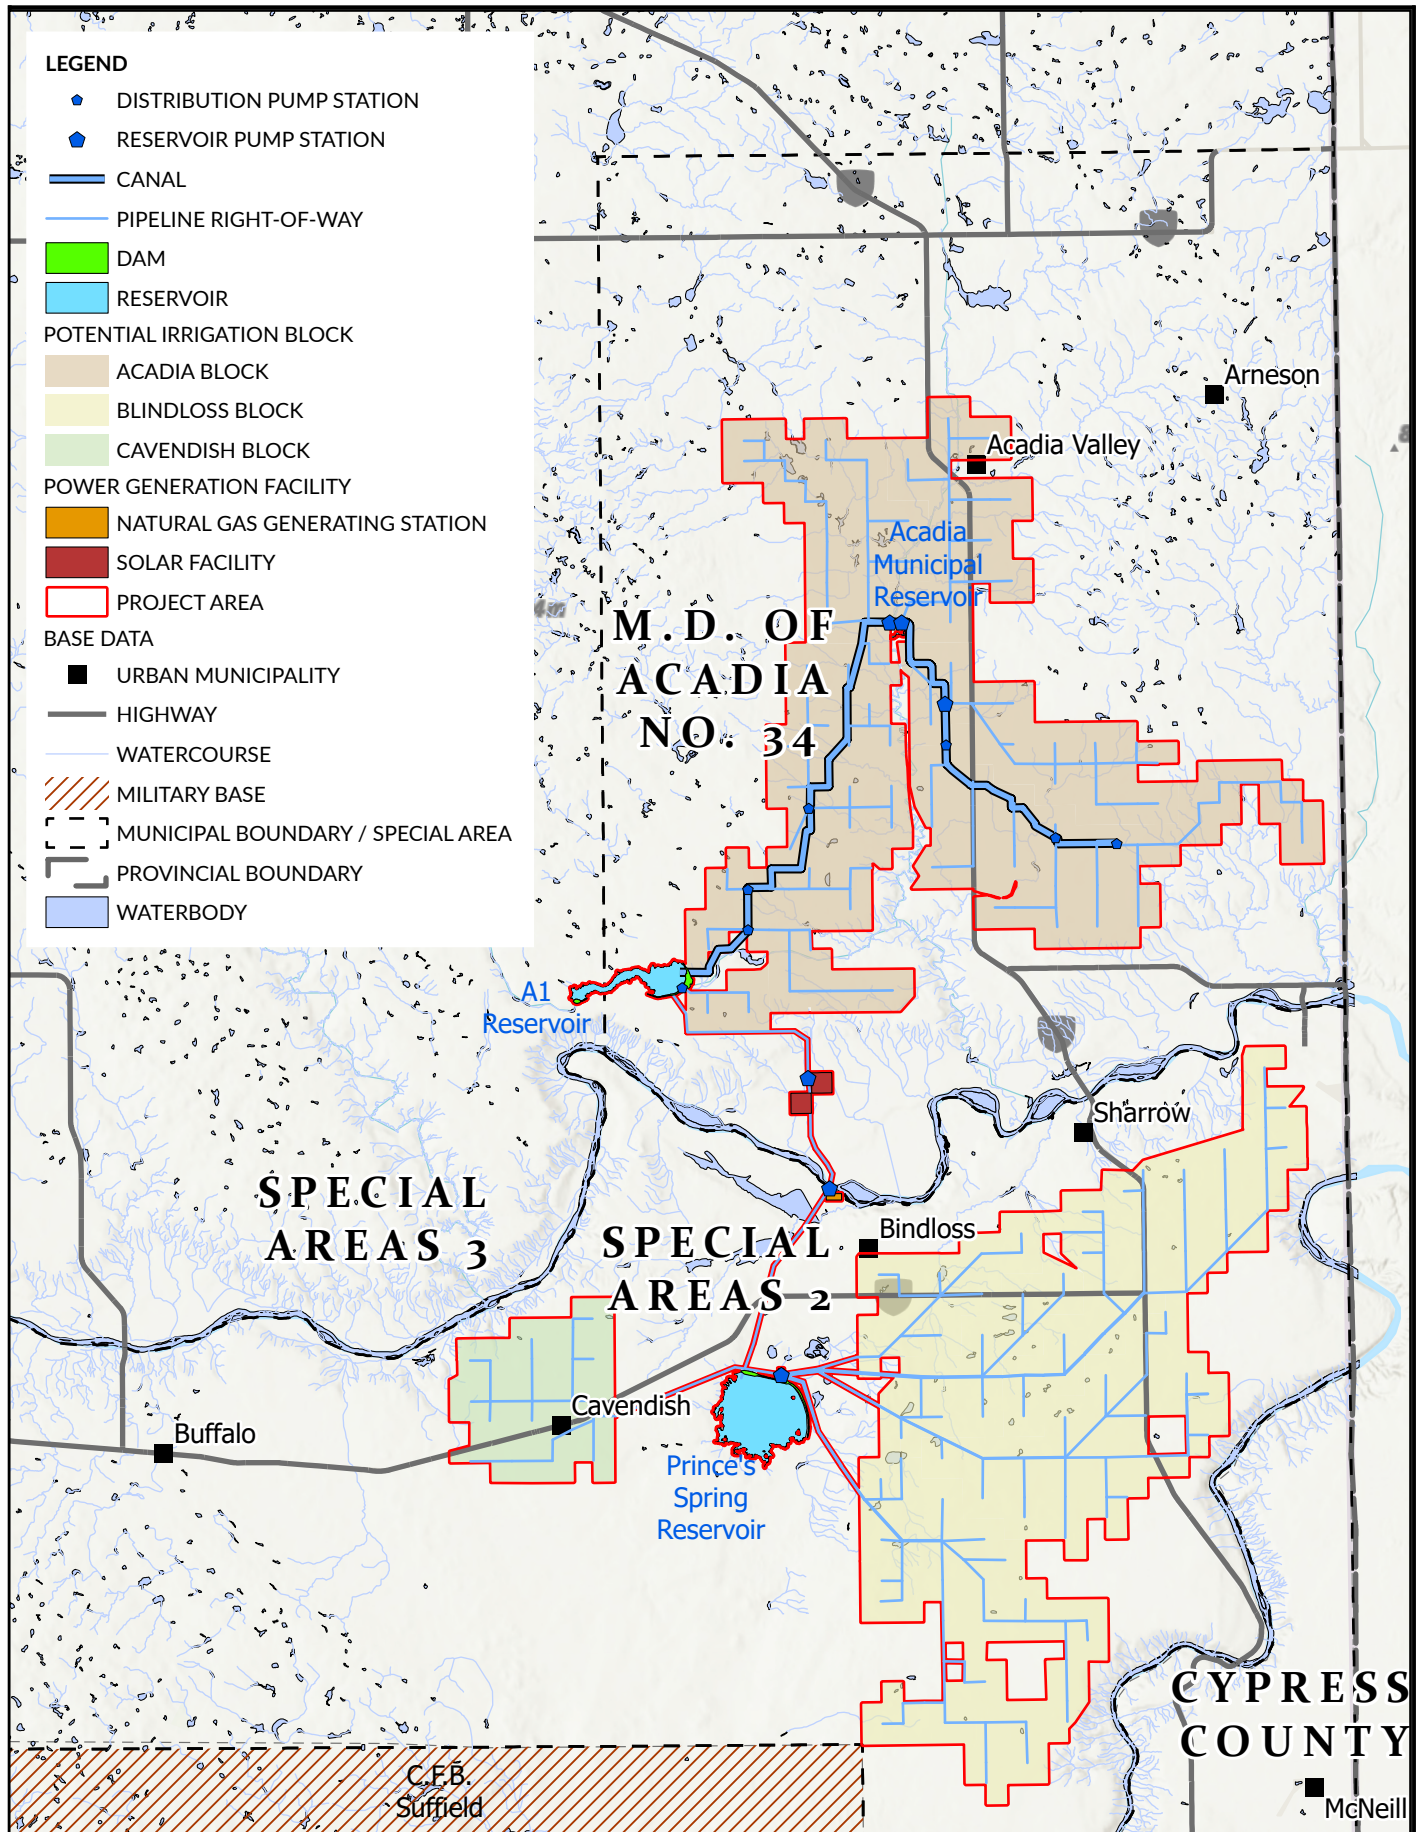 LEGEND
DISTRIBUTION PUMP STATION
RESERVOIR PUMP STATION
CANAL
PIPELINE RIGHT-OF-WAY
DAM
RESERVOIR
POTENTIAL IRRIGATION BLOCK
ACADIA BLOCK
BLINDLOSS BLOCK
CAVENDISH BLOCK
POWER GENERATION FACILITY
NATURAL GAS GENERATING STATION
SOLAR FACILITY
PROJECT AREA
BASE DATA
URBAN MUNICIPALITY
HIGHWAY
WATERCOURSE
MILITARY BASE
MUNICIPAL BOUNDARY / SPECIAL AREA
PROVINCIAL BOUNDARY
WATERBODY
Arneson
Acadia Valley
Acadia
Municipal
Reservoir
M.D. OF
ACADIA
NO. 34
A1
Reservoir
Sharrow
SPECIAL
AREAS 3
SPECIAL
AREAS 2
Bindloss
Cavendish
Buffalo
Prince's
Spring
Reservoir
CYPRESS
COUNTY
C.F.B.
Suffield
McNeill